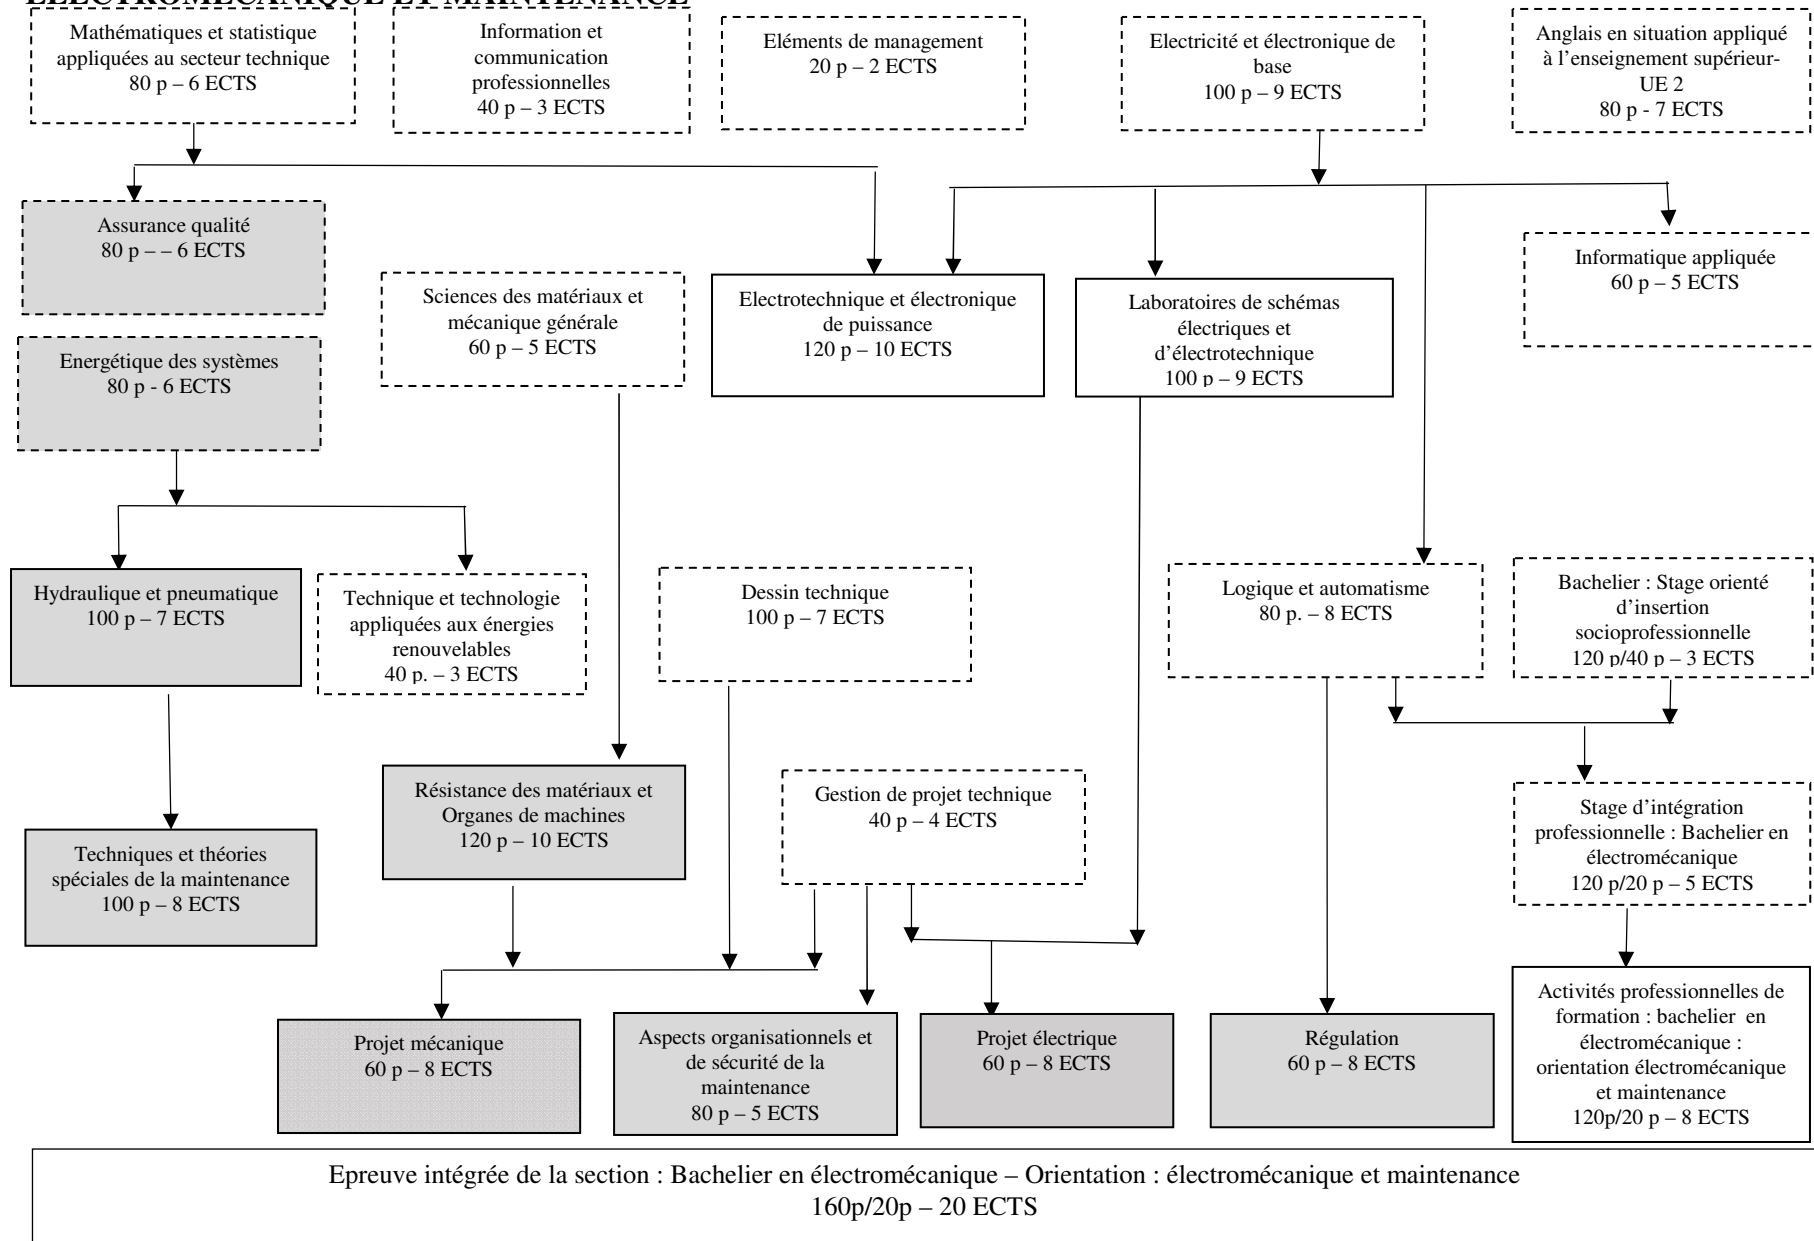 ELECTROMECANIQUE ET MAINTENANCE
Mathématiques et statistique
appliquées au secteur technique
80 p – 6 ECTS
Information et
communication
professionnelles
40 p – 3 ECTS
Eléments de management
20 p – 2 ECTS
Electricité et électronique de
base
100 p – 9 ECTS
Anglais en situation appliqué
à l’enseignement supérieur-
UE 2
80 p - 7 ECTS
Assurance qualité
80 p – – 6 ECTS
Sciences des matériaux et
mécanique générale
60 p – 5 ECTS
Electrotechnique et électronique
de puissance
120 p – 10 ECTS
Laboratoires de schémas
électriques et
d’électrotechnique
100 p – 9 ECTS
Informatique appliquée
60 p – 5 ECTS
Energétique des systèmes
80 p - 6 ECTS
Hydraulique et pneumatique
100 p – 7 ECTS
Technique et technologie
appliquées aux énergies
renouvelables
40 p. – 3 ECTS
Dessin technique
100 p – 7 ECTS
Logique et automatisme
80 p. – 8 ECTS
Bachelier : Stage orienté
d’insertion
socioprofessionnelle
120 p/40 p – 3 ECTS
Techniques et théories
spéciales de la maintenance
100 p – 8 ECTS
Résistance des matériaux et
Organes de machines
120 p – 10 ECTS
Gestion de projet technique
40 p – 4 ECTS
Stage d’intégration
professionnelle : Bachelier en
électromécanique
120 p/20 p – 5 ECTS
Projet mécanique
60 p – 8 ECTS
Aspects organisationnels et
de sécurité de la
maintenance
80 p – 5 ECTS
Projet électrique
60 p – 8 ECTS
Régulation
60 p – 8 ECTS
Activités professionnelles de
formation : bachelier en
électromécanique :
orientation électromécanique
et maintenance
120p/20 p – 8 ECTS
Epreuve intégrée de la section : Bachelier en électromécanique – Orientation : électromécanique et maintenance
160p/20p – 20 ECTS